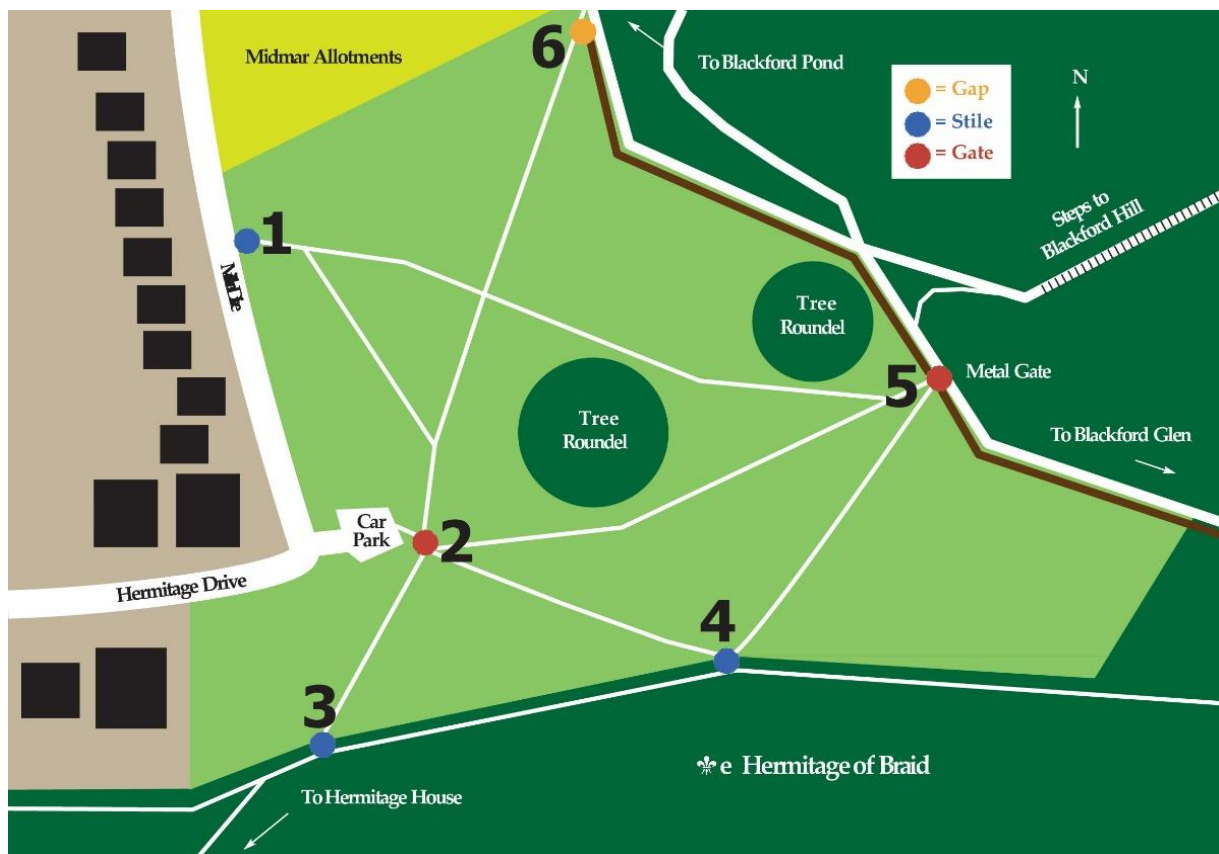 6
Midmar Allotments
To Blackford Pond
= Gap
= Stile
= Gate
N
Steps to
Blackford Hill
1
Tree
Roundel
5
Metal Gate
Tree
Roundel
To Blackford Glen
Car
Park
2
Hermitage Drive
4
3
e Hermitage of Braid
To Hermitage House